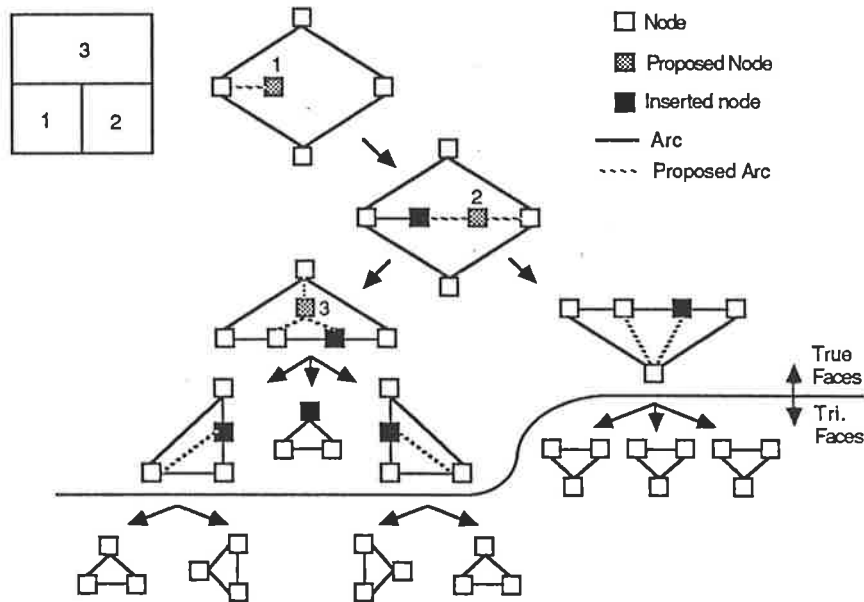 3
1
2
1
Node
Proposed Node
Inserted node
Arc
Proposed Arc
2
3
True
Faces
Tri.
Faces